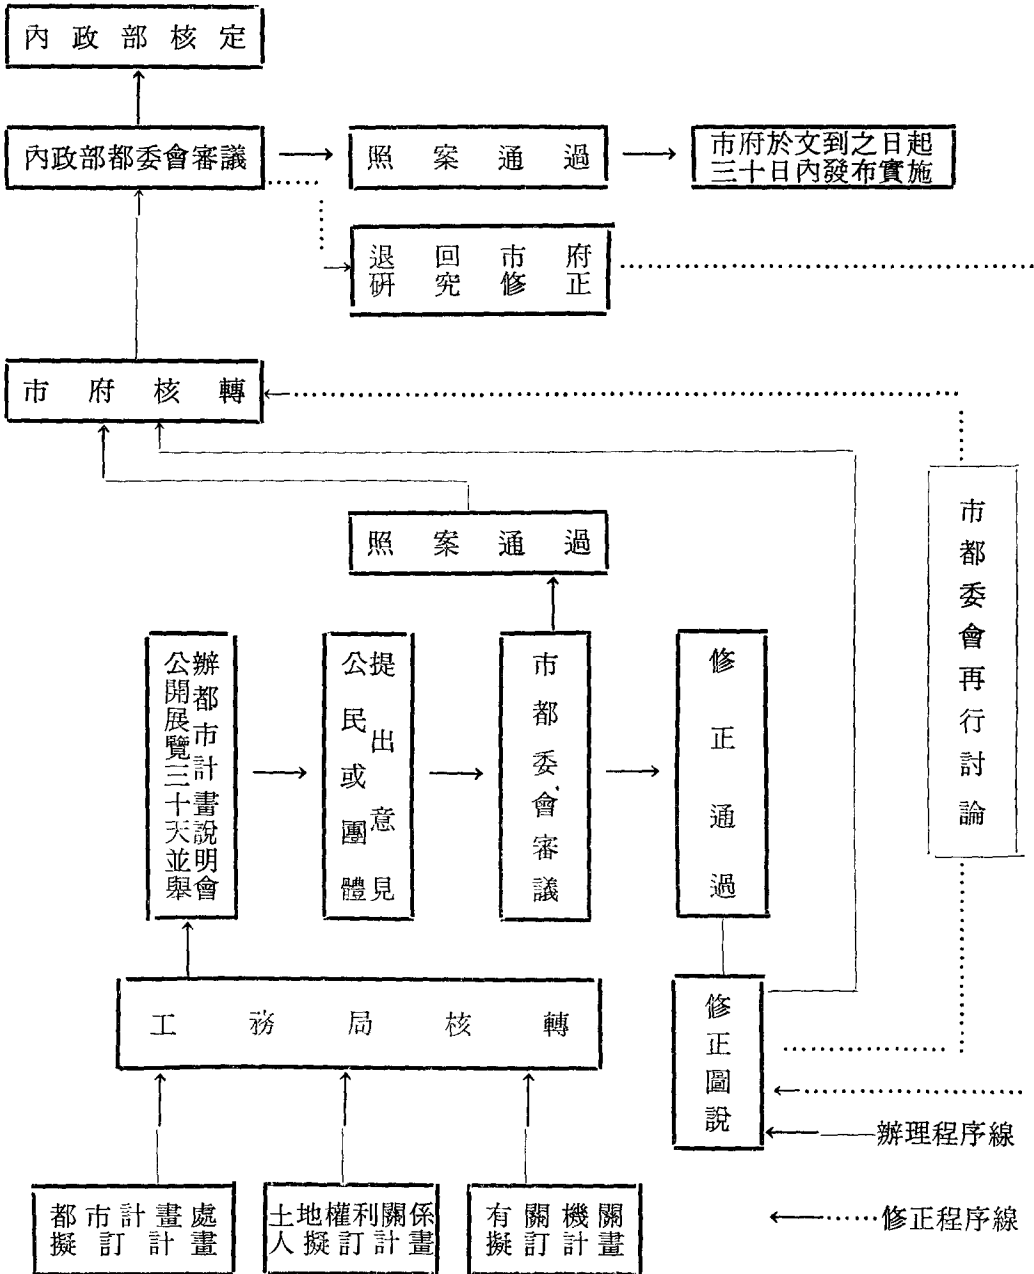 內政部核定
內政部都委會審議
照案通過
市府於文到之日起
三十日內發布實施
退回市府
研究修正
市府核轉
照案通過
市都委會再行討論
公開展覽三十天並舉
辦都市計畫說明會
公民或團體
提出意見
市都委會審議
修正通過
工務局核轉
修正圖說
辦理程序線
都市計畫處
擬訂計畫
土地權利關係
人擬訂計畫
有關機關
擬訂計畫
修正程序線